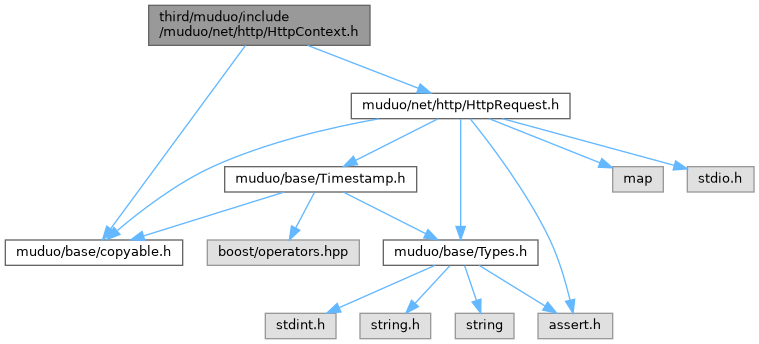 third/muduo/include
/muduo/net/http/HttpContext.h
muduo/net/http/HttpRequest.h
muduo/base/Timestamp.h
map
stdio.h
muduo/base/copyable.h
boost/operators.hpp
muduo/base/Types.h
stdint.h
string.h
string
assert.h